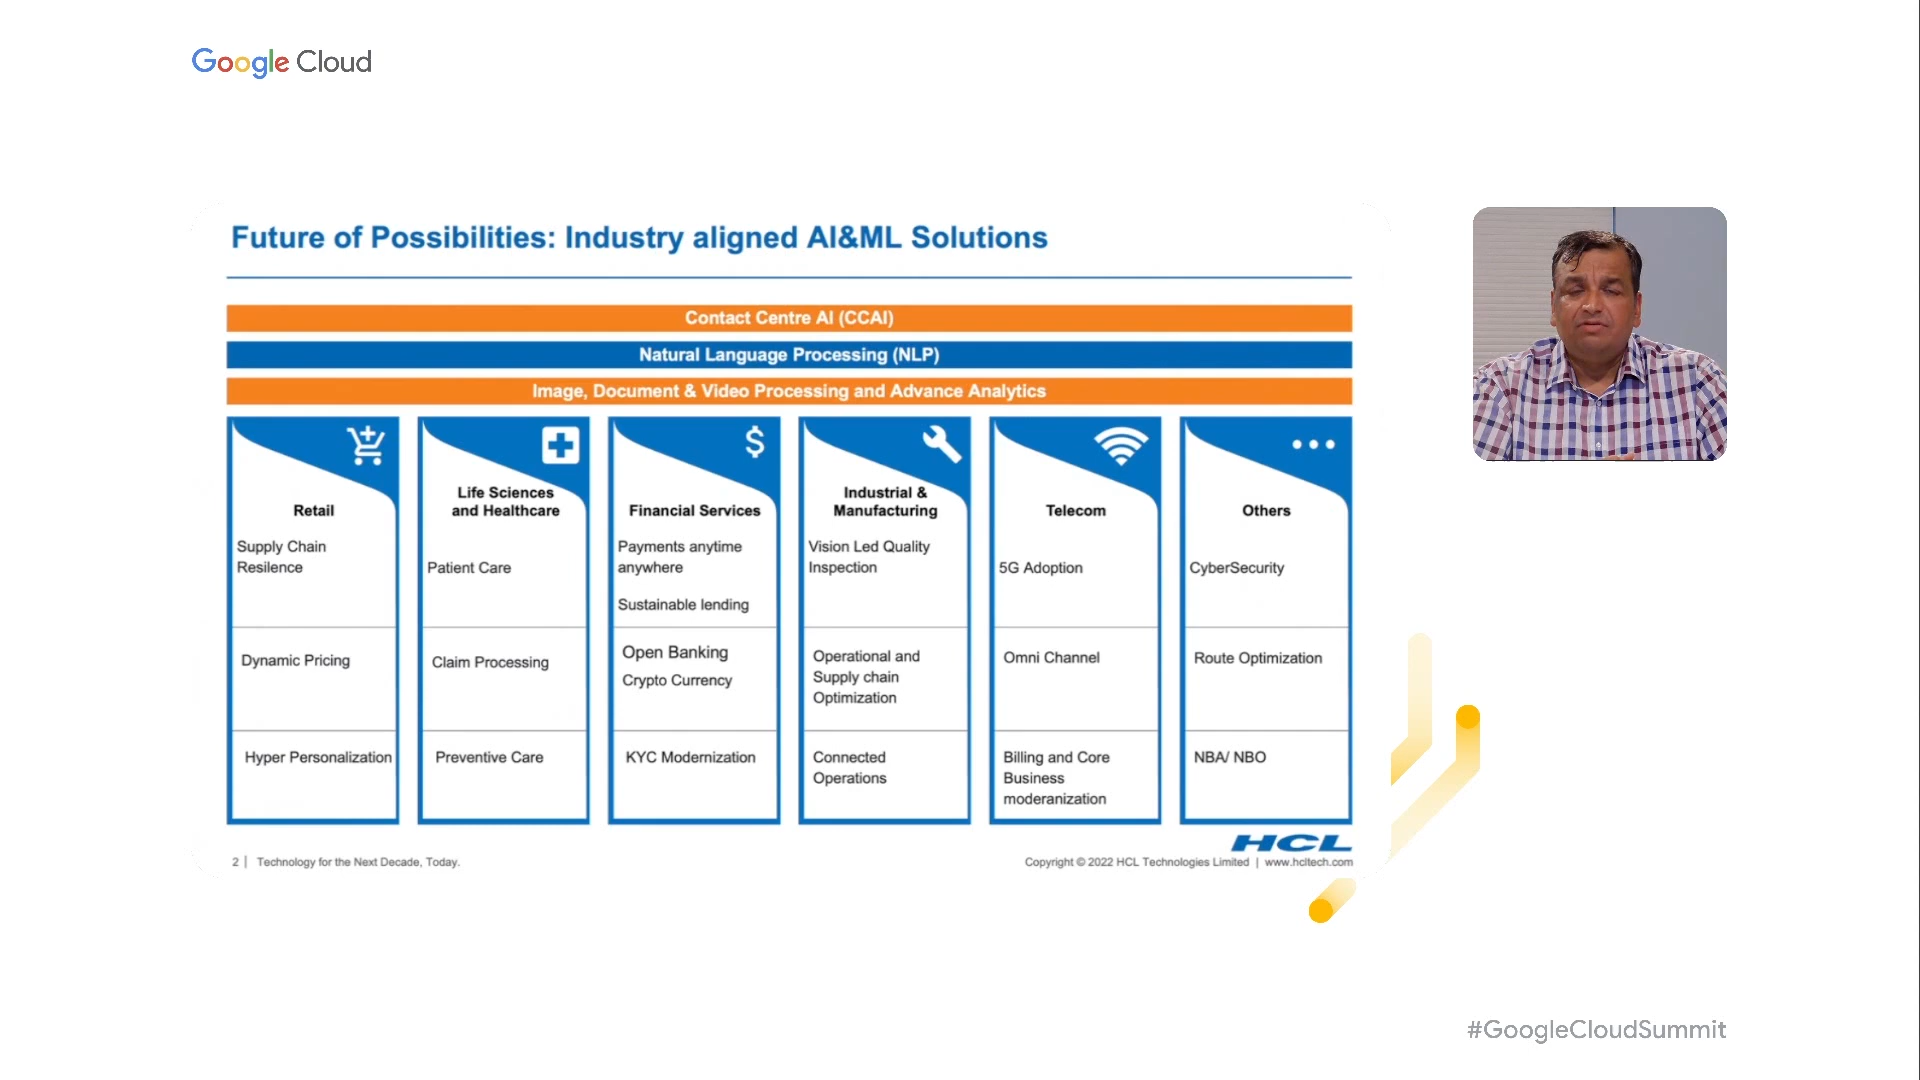 Google Cloud
Future of Possibilities: Industry aligned AI&ML Solutions
Contact Centre AI (CCAI)
Natural Language Processing (NLP)
Image, Document & Video Processing and Advance Analytics
Retail
Supply Chain
Resilence
Dynamic Pricing
Hyper Personalization
Life Sciences
and Healthcare
Patient Care
Claim Processing
Preventive Care
$
Financial Services
Payments anytime
anywhere
Sustainable lending
Open Banking
Crypto Currency
KYC Modernization
Industrial &
Manufacturing
Vision Led Quality
Inspection
Operational and
Supply chain
Optimization
Connected
Operations
Telecom
5G Adoption
Omni Channel
Billing and Core
Business
moderanization
Others
CyberSecurity
Route Optimization
NBA/ NBO
HCL
2 | Technology for the Next Decade, Today.
Copyright © 2022 HCL Technologies Limited | www.hcltech.com
#GoogleCloudSummit